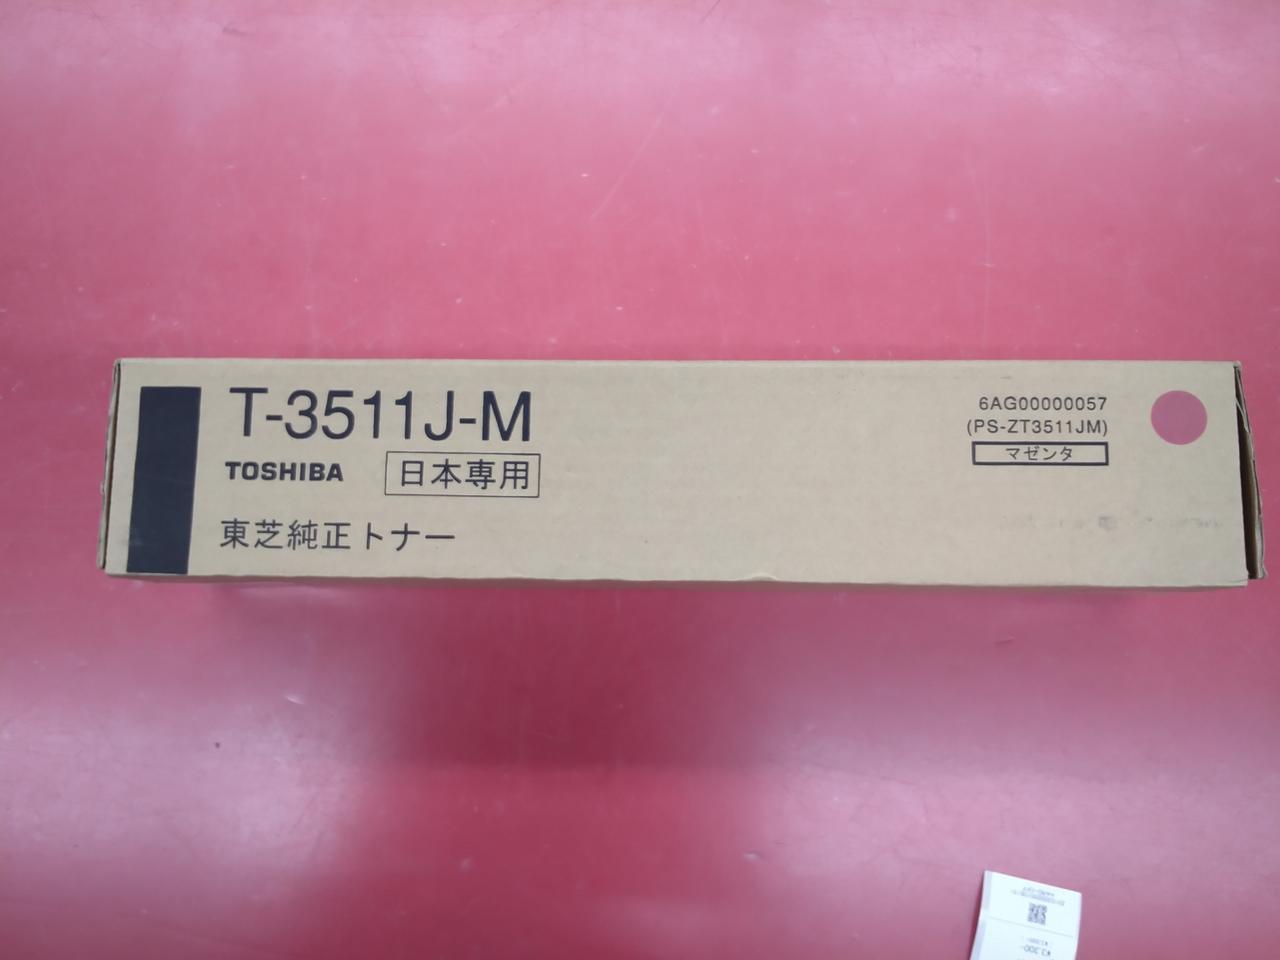 T-3511J-M
TOSHIBA 日本専用
東芝純正トナー
6AG00000057
(PS-ZT3511JM)
マゼンタ